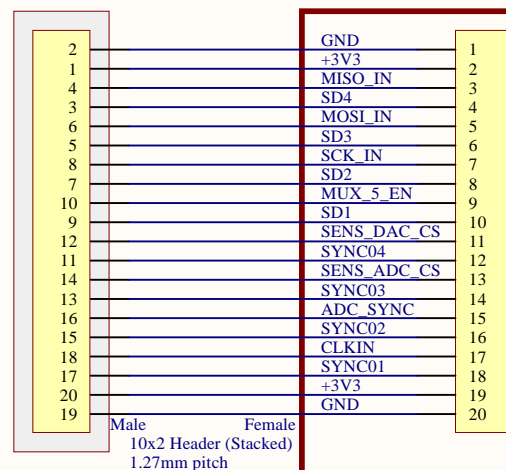 2 GND 1
1 +3V3 2
4 MISO_IN 3
3 SD4 4
6 MOSI_IN 5
5 SD3 6
8 SCK_IN 7
7 SD2 8
10 MUX_5_EN 9
9 SD1 10
12 SENS_DAC_CS 11
11 SYNC04 12
14 SENS_ADC_CS 13
13 SYNC03 14
16 ADC_SYNC 15
15 SYNC02 16
18 CLKIN 17
17 SYNC01 18
20 +3V3 19
19 GND 20
Male Female
10x2 Header (Stacked)
1.27mm pitch